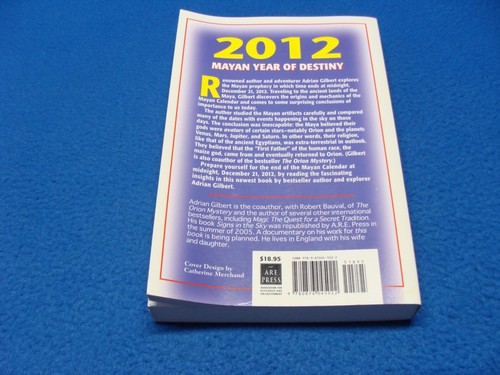 2012
MAYAN YEAR OF DESTINY
Renowned author and adventurer Adrian Gilbert explores
the Mayan prophecy in which time ends at midnight,
December 21, 2012. Traveling to the ancient lands of the
Maya, Gilbert discovers the origins and mechanics of the
Mayan Calendar and comes to some surprising conclusions of
importance to us today.
The author studied the Mayan artifacts carefully and compared
many of the dates with events happening in the sky on those
days. The conclusion was inescapable: the Maya believed their
gods were avatars of certain stars—notably Orion and the planets
Venus, Mars, Jupiter, and Saturn. In other words, their religion,
like that of the ancient Egyptians, was extra-terrestrial in outlook.
They believed that the "First Father" of the human race, the
maize god, came from and eventually returned to Orion. (Gilbert
is also coauthor of the bestseller The Orion Mystery.)
Prepare yourself for the end of the Mayan Calendar at
midnight, December 21, 2012, by reading the fascinating
insights in this newest book by bestseller author and explorer
Adrian Gilbert.
Adrian Gilbert is the coauthor, with Robert Bauval, of The
Orion Mystery and the author of several other international
bestsellers, including Magi: The Quest for a Secret Tradition.
His book Signs in the Sky was republished by A.R.E. Press in
the summer of 2005. A documentary on his work for this
book is being planned. He lives in England with his wife
and daughter.
$18.95
Cover Design by
Catherine Merchand
A.R.E.
PRESS